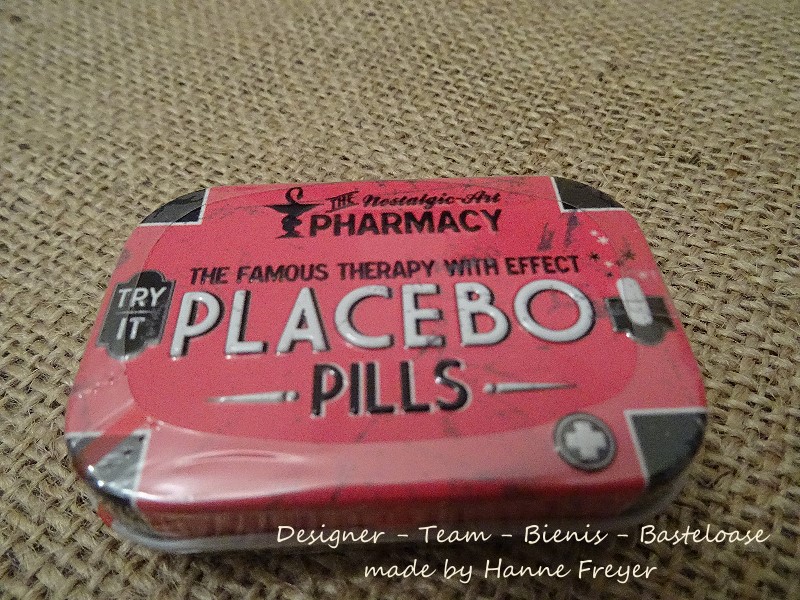 THE Nostalgic-Art
PHARMACY
THE FAMOUS THERAPY WITH EFFECT
TRY
IT
PLACEBO
PILLS
Designer - Team - Bienis - Basteloase
made by Hanne Freyer